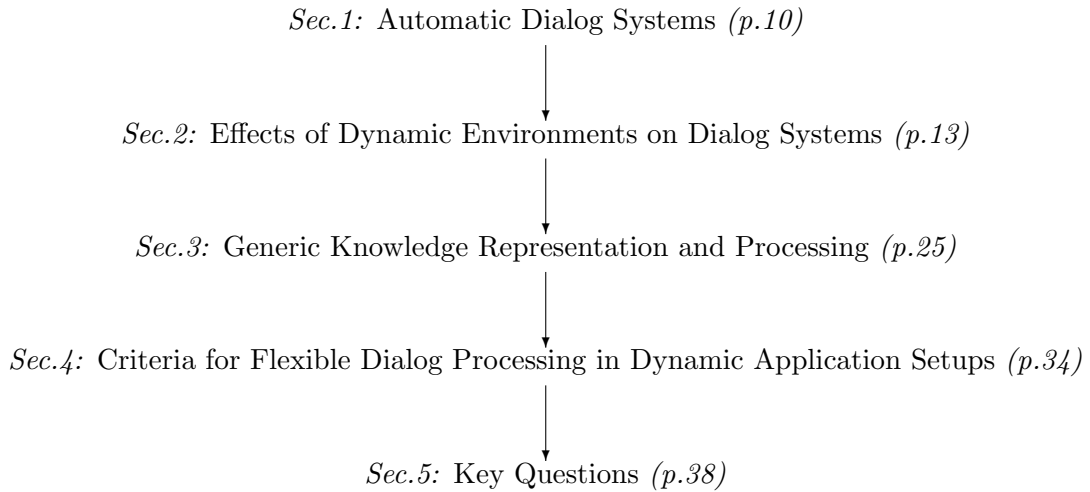 Sec.1: Automatic Dialog Systems (p.10)
Sec.2: Effects of Dynamic Environments on Dialog Systems (p.13)
Sec.3: Generic Knowledge Representation and Processing (p.25)
Sec.4: Criteria for Flexible Dialog Processing in Dynamic Application Setups (p.34)
Sec.5: Key Questions (p.38)